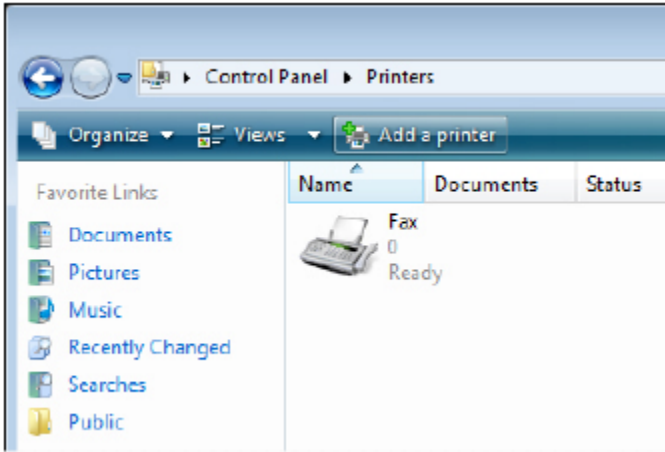 Control Panel Printers
Organize Views Add a printer
Favorite Links
Documents
Pictures
Music
Recently Changed
Searches
Public
Name Documents Status
Fax
0
Ready